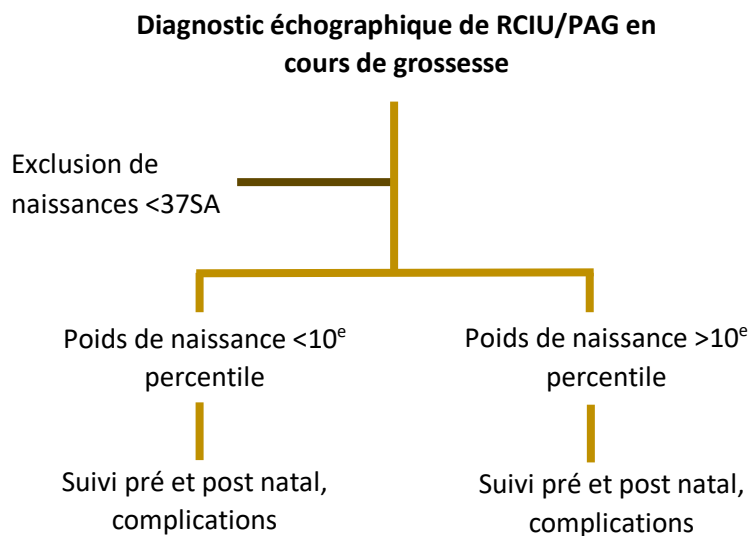 Diagnostic échographique de RCIU/PAG en
cours de grossesse
Exclusion de
naissances <37SA
Poids de naissance <10ᵉ
percentile
Poids de naissance >10ᵉ
percentile
Suivi pré et post natal,
complications
Suivi pré et post natal,
complications